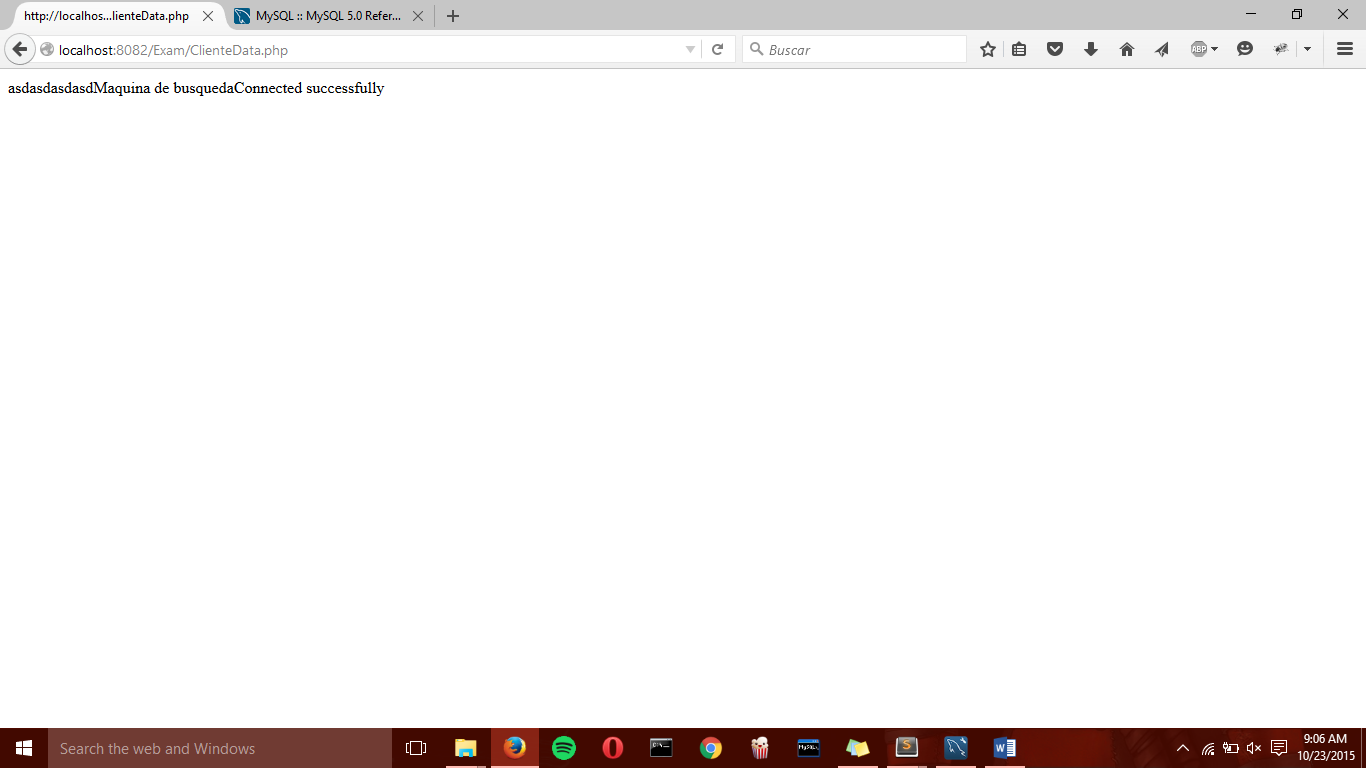 http://localhos...lienteData.php
MySQL :: MySQL 5.0 Refer...
localhost:8082/Exam/ClienteData.php
Buscar
ABP
asdasdasdasdMaquina de busquedaConnected successfully
Search the web and Windows
9:06 AM
10/23/2015